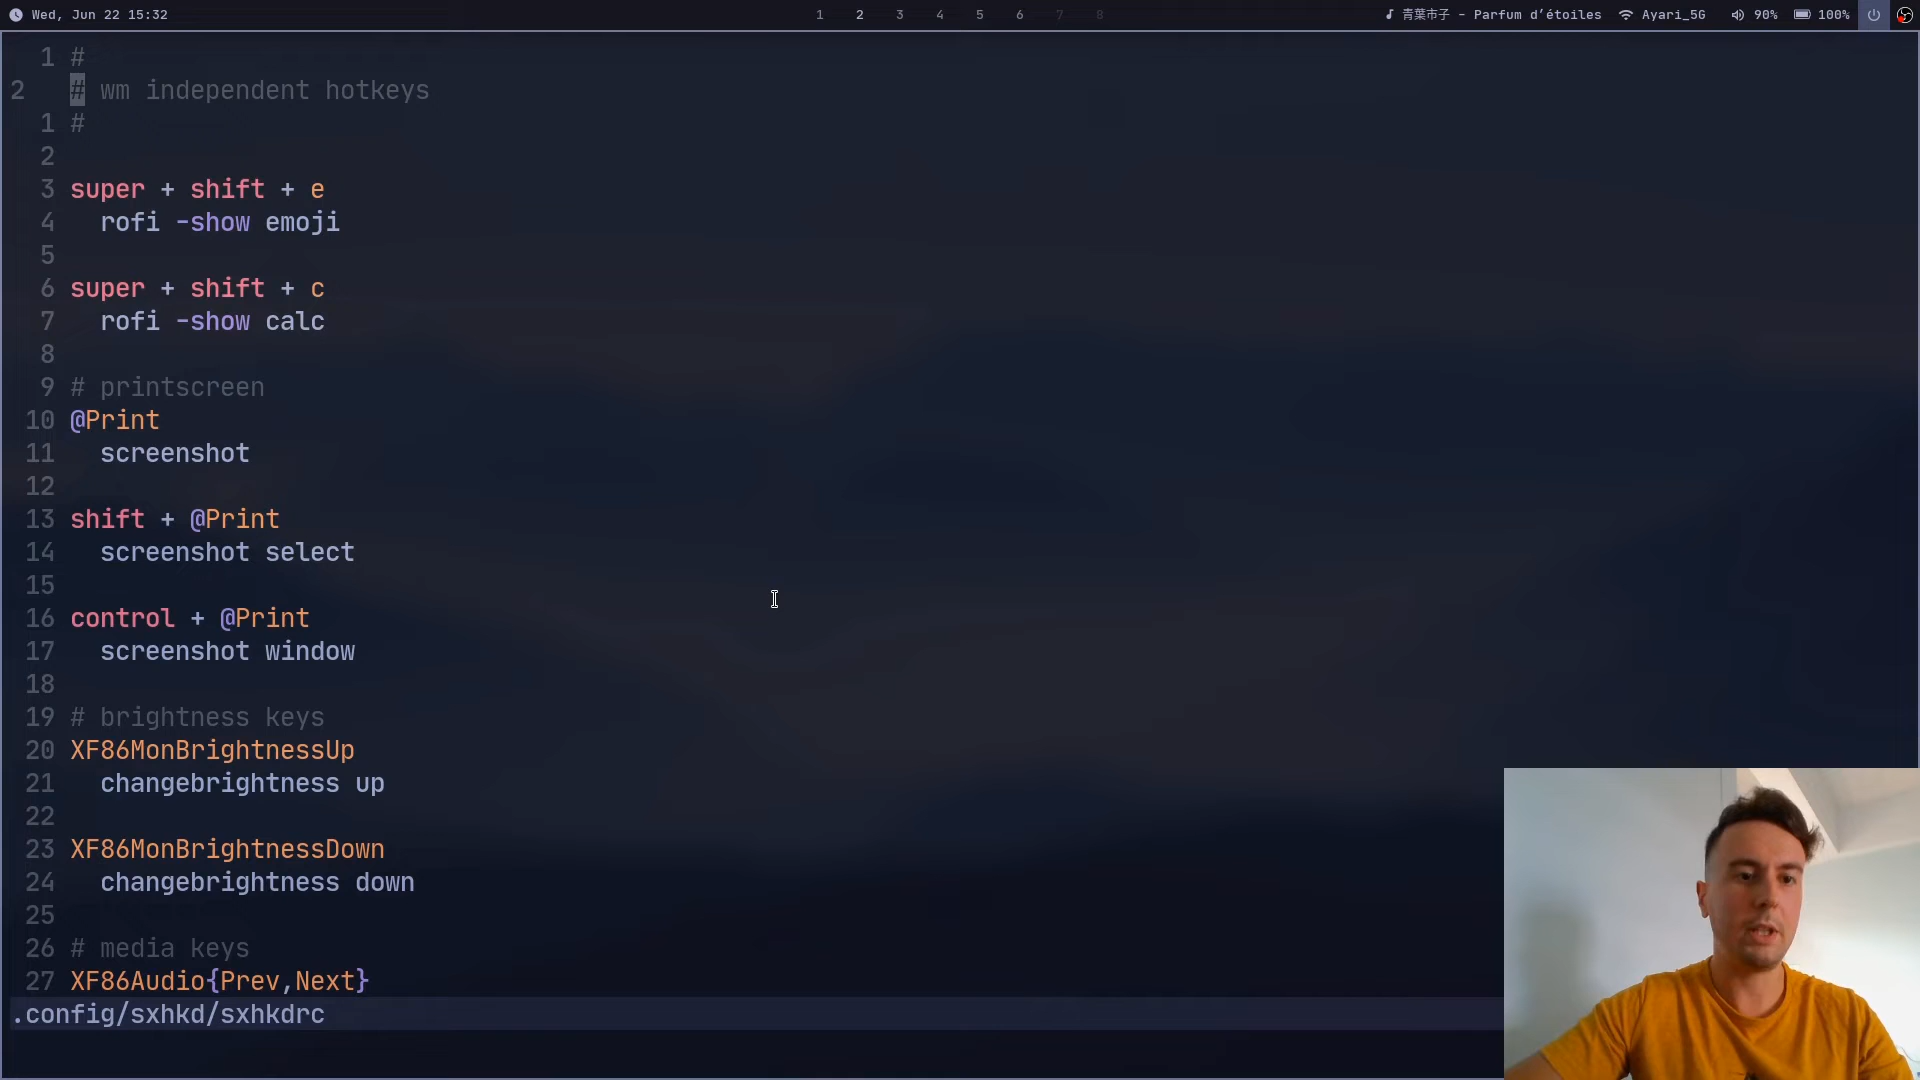 Wed, Jun 22 15:32
1 2 3 4 5 6 7 8
青葉市子 - Parfum d’étoiles Ayari_5G 90% 100%
1 #
2 # wm independent hotkeys
1 #
2
3 super + shift + e
4 rofi -show emoji
5
6 super + shift + c
7 rofi -show calc
8
9 # printscreen
10 @Print
11 screenshot
12
13 shift + @Print
14 screenshot select
15
16 control + @Print
17 screenshot window
18
19 # brightness keys
20 XF86MonBrightnessUp
21 changebrightness up
22
23 XF86MonBrightnessDown
24 changebrightness down
25
26 # media keys
27 XF86Audio{Prev,Next}
.config/sxhkd/sxhkdrc